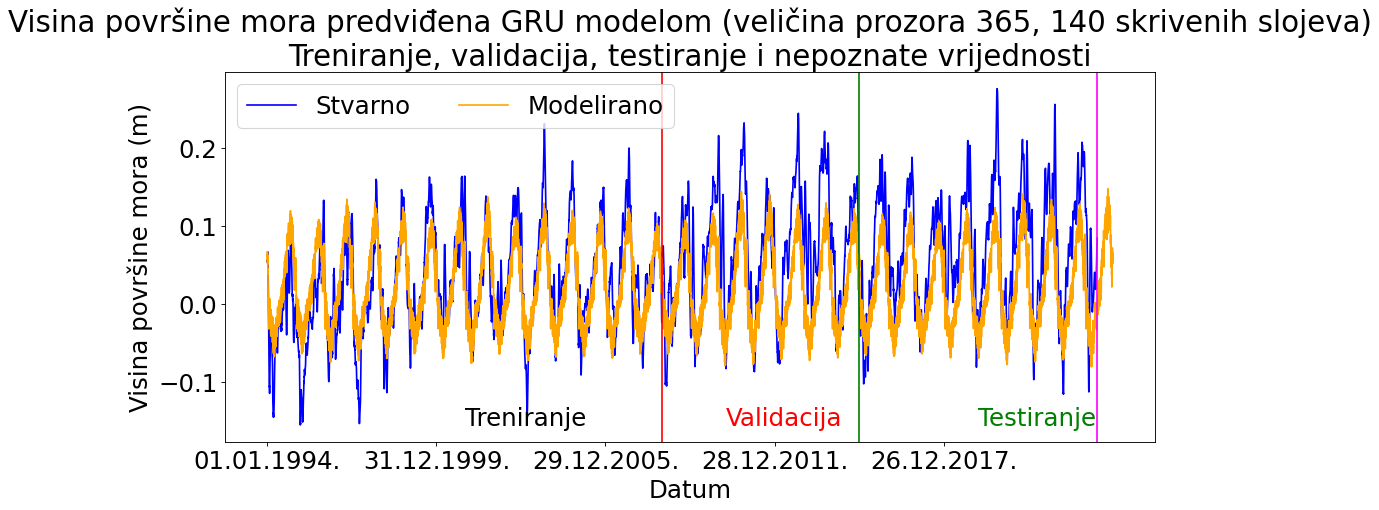 Visina površine mora predviđena GRU modelom (veličina prozora 365, 140 skrivenih slojeva)
Treniranje, validacija, testiranje i nepoznate vrijednosti
Stvarno Modelirano
Visina površine mora (m)
0.2
0.1
0.0
−0.1
Treniranje Validacija Testiranje
01.01.1994. 31.12.1999. 29.12.2005. 28.12.2011. 26.12.2017.
Datum